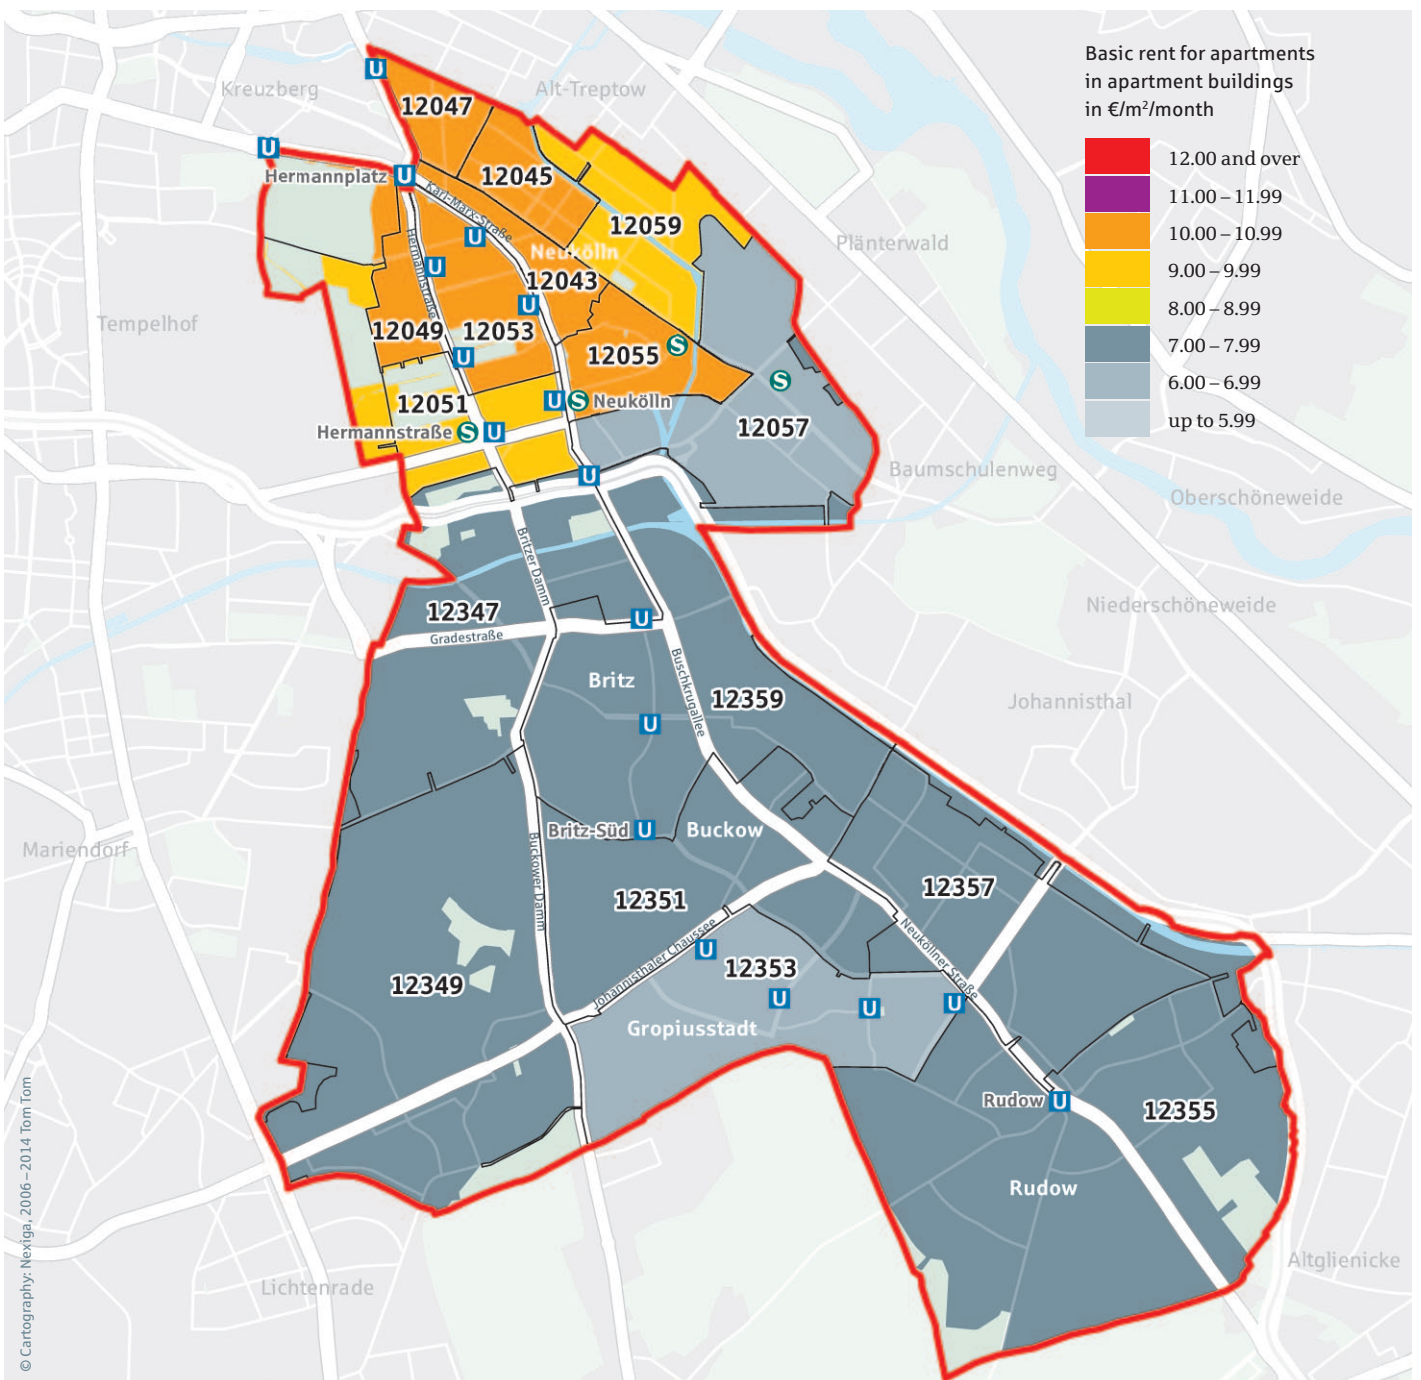 Basic rent for apartments
in apartment buildings
in €/m²/month
12.00 and over
11.00 – 11.99
10.00 – 10.99
9.00 – 9.99
8.00 – 8.99
7.00 – 7.99
6.00 – 6.99
up to 5.99
U
Kreuzberg
Alt-Treptow
12047
U
Hermannplatz
U
12045
Karl-Marx-Straße
12059
U
Neukölln
Plänterwald
Hermannstraße
U
12043
U
Tempelhof
12049
12053
U
12055
S
S
12051
U
S
Neukölln
Hermannstraße
S
U
12057
Baumschulenweg
U
Oberschöneweide
Britzer Damm
12347
Gradestraße
U
Niederschöneweide
Britz
Buschkrugallee
12359
Johannisthal
U
Britz-Süd
U
Buckow
Mariendorf
Buckower Damm
12351
12357
Johannisthaler Chaussee
Neuköllner Straße
U
12353
12349
U
U
U
Gropiusstadt
Rudow
U
12355
Rudow
Altglienicke
Lichtenrade
© Cartography: Nexiga, 2006 – 2014 Tom Tom